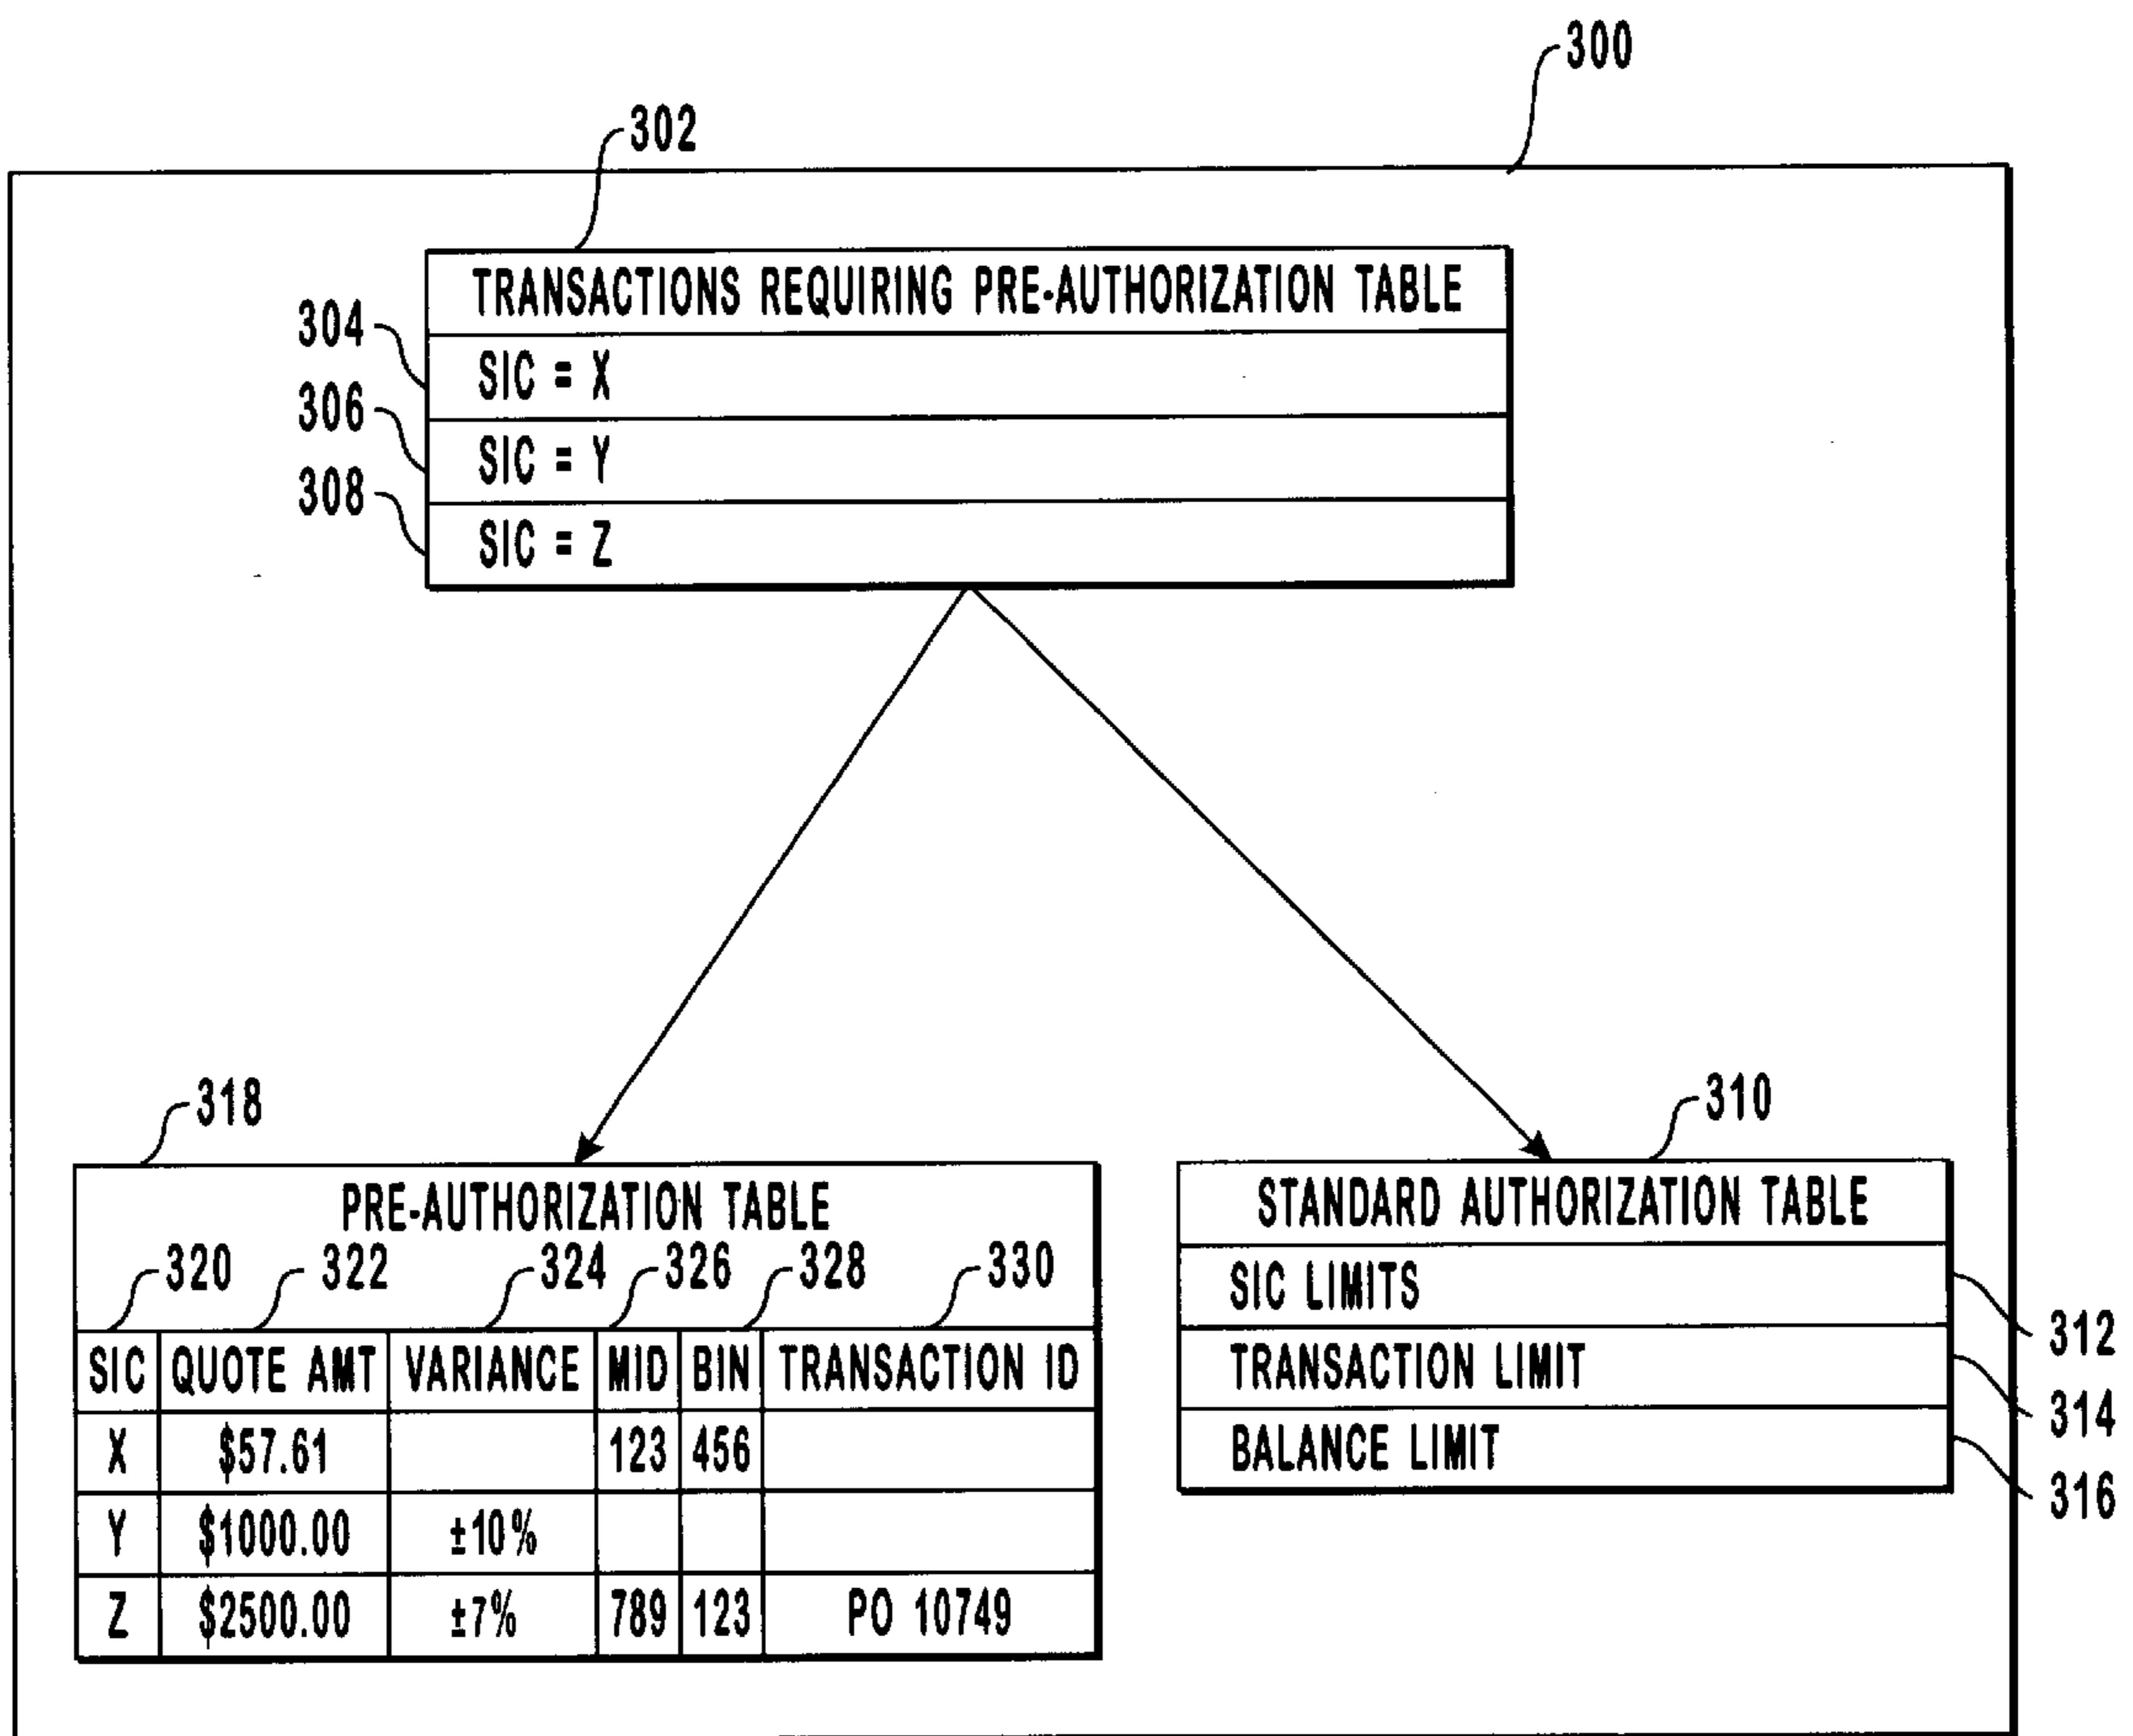 300
302
TRANSACTIONS REQUIRING PRE-AUTHORIZATION TABLE
304
SIC = X
306
SIC = Y
308
SIC = Z
318
PRE-AUTHORIZATION TABLE
320 322 324 326 328 330
SIC QUOTE AMT VARIANCE MID BIN TRANSACTION ID
X $57.61 123 456
Y $1000.00 ±10%
Z $2500.00 ±7% 789 123 PO 10749
310
STANDARD AUTHORIZATION TABLE
SIC LIMITS
312
TRANSACTION LIMIT
314
BALANCE LIMIT
316